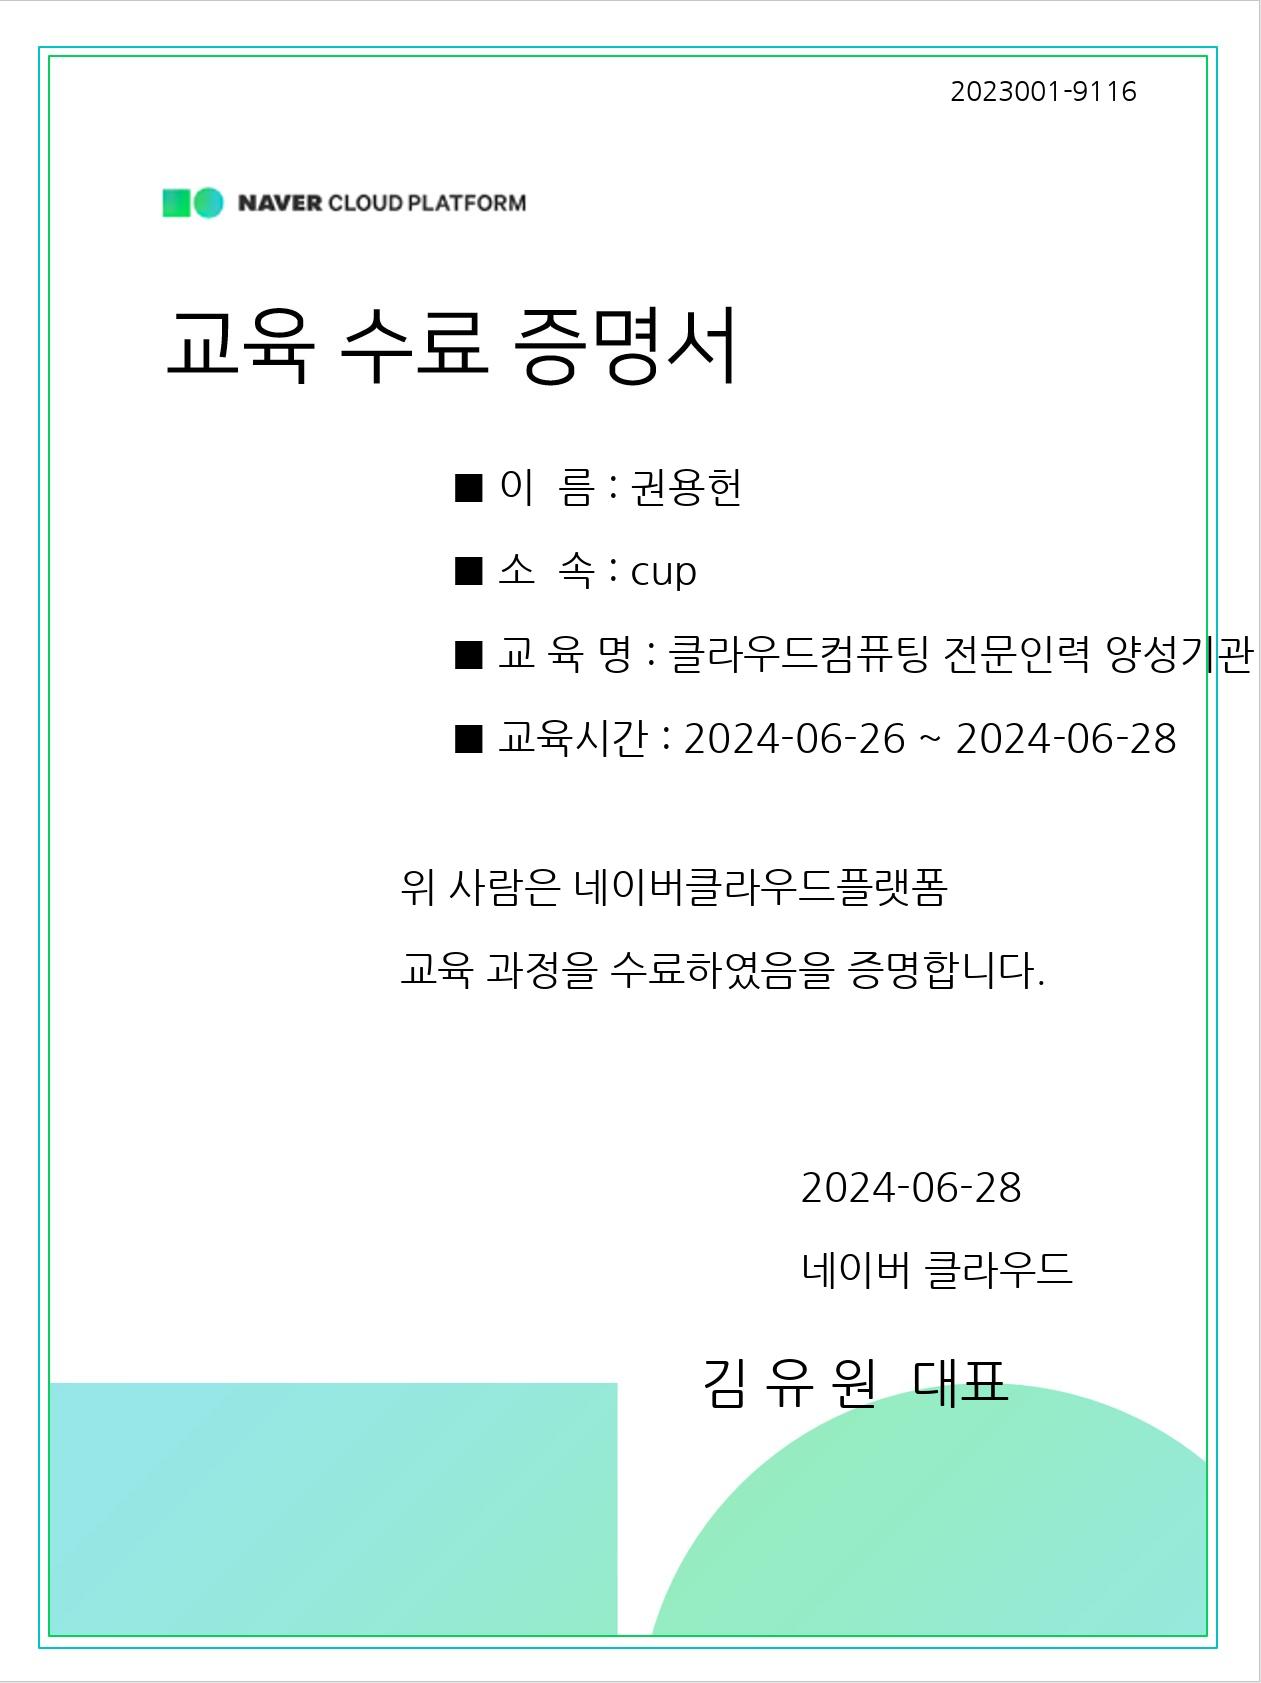 2023001-9116
NAVER CLOUD PLATFORM
교육 수료 증명서
■ 이 름 : 권용헌
■ 소 속 : cup
■ 교 육 명 : 클라우드컴퓨팅 전문인력 양성기관
■ 교육시간 : 2024-06-26 ~ 2024-06-28
위 사람은 네이버클라우드플랫폼
교육 과정을 수료하였음을 증명합니다.
2024-06-28
네이버 클라우드
김 유 원 대표